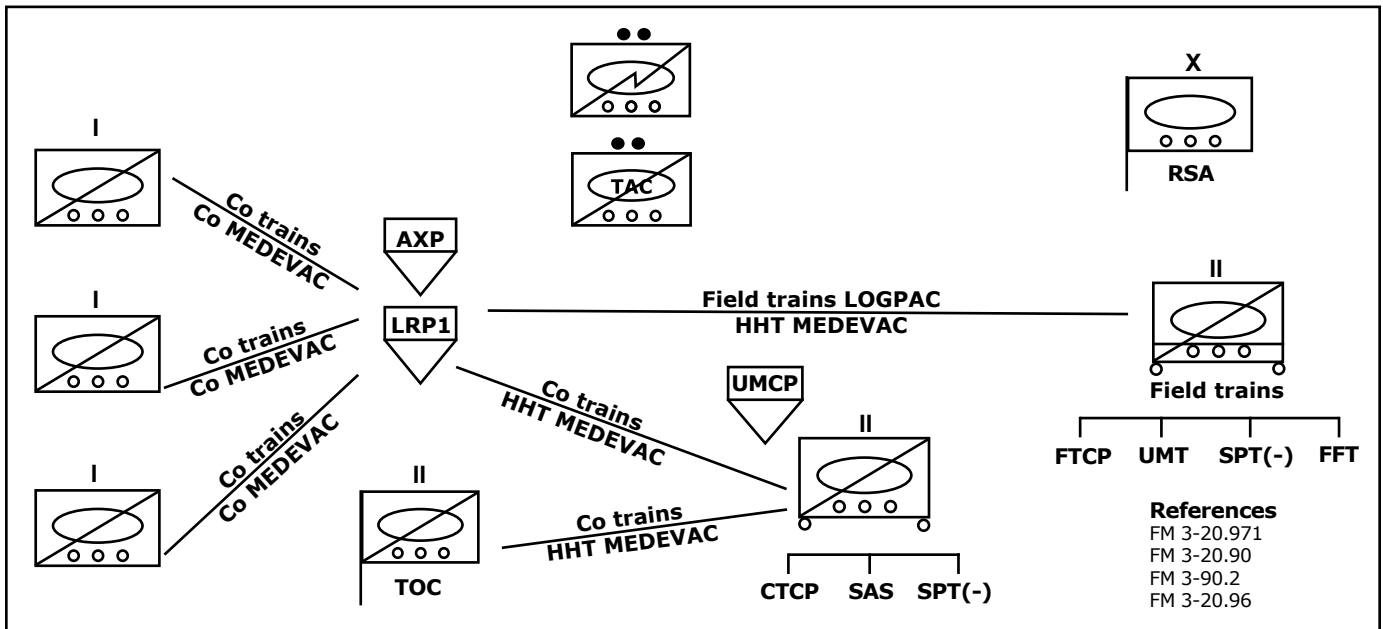 X
RSA
I
TAC
Co trains
Co MEDEVAC
AXP
LRP1
I
Co trains
Co MEDEVAC
Field trains LOGPAC
HHT MEDEVAC
II
Field trains
FTCP UMT SPT(-) FFT
UMCP
Co trains
HHT MEDEVAC
II
I
Co trains
Co MEDEVAC
II
TOC
Co trains
HHT MEDEVAC
CTCP SAS SPT(-)
References
FM 3-20.971
FM 3-20.90
FM 3-90.2
FM 3-20.96